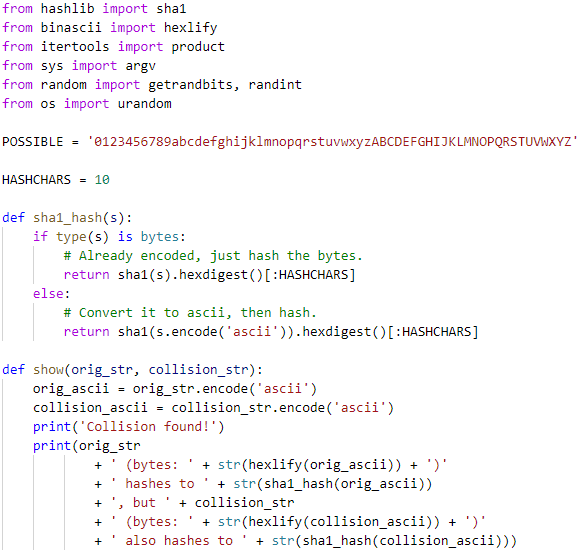 from hashlib import sha1
from binascii import hexlify
from itertools import product
from sys import argv
from random import getrandbits, randint
from os import urandom

POSSIBLE = '0123456789abcdefghijklmnopqrstuvwxyzABCDEFGHIJKLMNOPQRSTUVWXYZ'

HASHCHARS = 10

def sha1_hash(s):
    if type(s) is bytes:
        # Already encoded, just hash the bytes.
        return sha1(s).hexdigest()[:HASHCHARS]
    else:
        # Convert it to ascii, then hash.
        return sha1(s.encode('ascii')).hexdigest()[:HASHCHARS]

def show(orig_str, collision_str):
    orig_ascii = orig_str.encode('ascii')
    collision_ascii = collision_str.encode('ascii')
    print('Collision found!')
    print(orig_str
            + ' (bytes: ' + str(hexlify(orig_ascii)) + ')'
            + ' hashes to ' + str(sha1_hash(orig_ascii))
            + ', but ' + collision_str
            + ' (bytes: ' + str(hexlify(collision_ascii)) + ')'
            + ' also hashes to ' + str(sha1_hash(collision_ascii)))